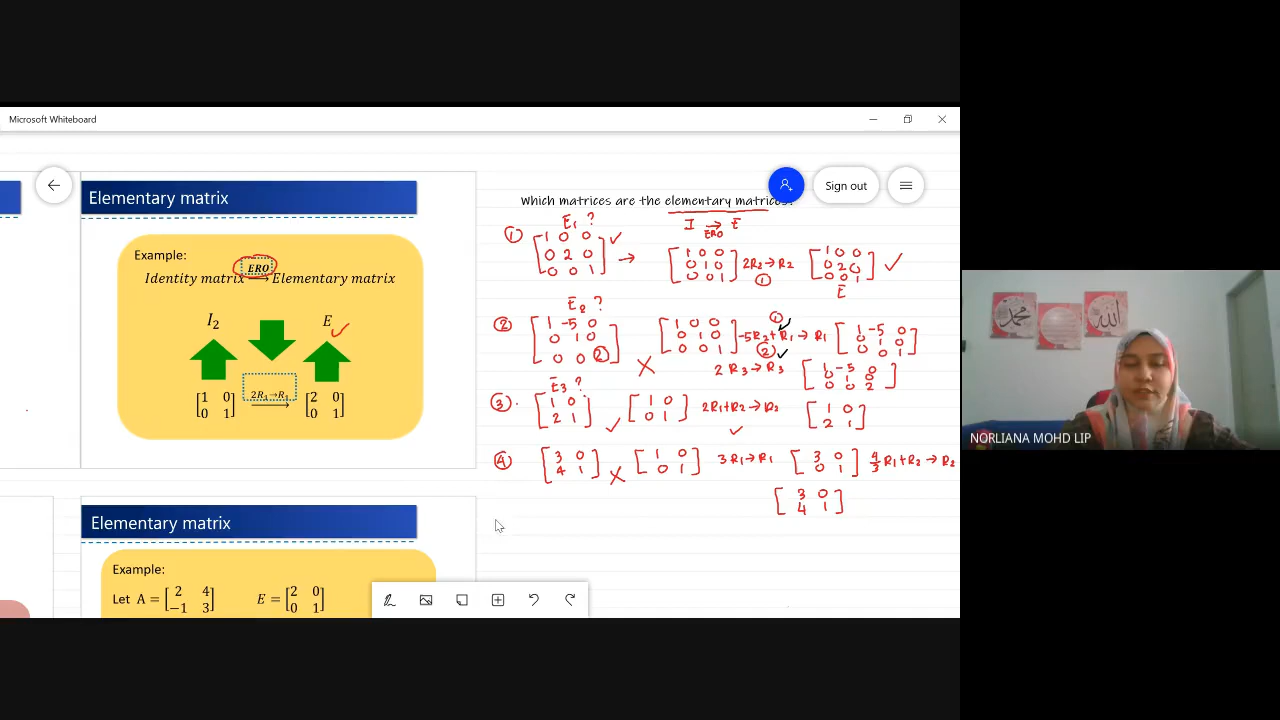 Microsoft Whiteboard
Elementary matrix
Sign out
Example:
ERO
Identity matrix → Elementary matrix
I₂ E ✓
[1 0; 0 1] 2R₁→R₁ [2 0; 0 1]
Elementary matrix
Example:
Let A = [2 4; −1 3] E = [2 0; 0 1]
Which matrices are the elementary matrices?
I →ERO E
E₁ ?
① [1 0 0; 0 2 0; 0 0 1] ✓ → [1 0 0; 0 1 0; 0 0 1] 2R₂→R₂ ① [1 0 0; 0 2 0; 0 0 1] ✓
E
E₂ ?
② [1 -5 0; 0 1 0; 0 0 2] X [1 0 0; 0 1 0; 0 0 1] ① ✓ -5R₂+R₁→R₁ [1 -5 0; 0 1 0; 0 0 1]
② ✓ 2R₃→R₃ [1 -5 0; 0 1 0; 0 0 2]
E₃ ?
③ [1 0; 2 1] ✓ [1 0; 0 1] 2R₁+R₂→R₂ ✓ [1 0; 2 1]
④ [3 0; 4 1] X [1 0; 0 1] 3R₁→R₁ [3 0; 0 1] 4/3 R₁+R₂→R₂
[3 0; 4 1]
محمد
الله
NORLIANA MOHD LIP